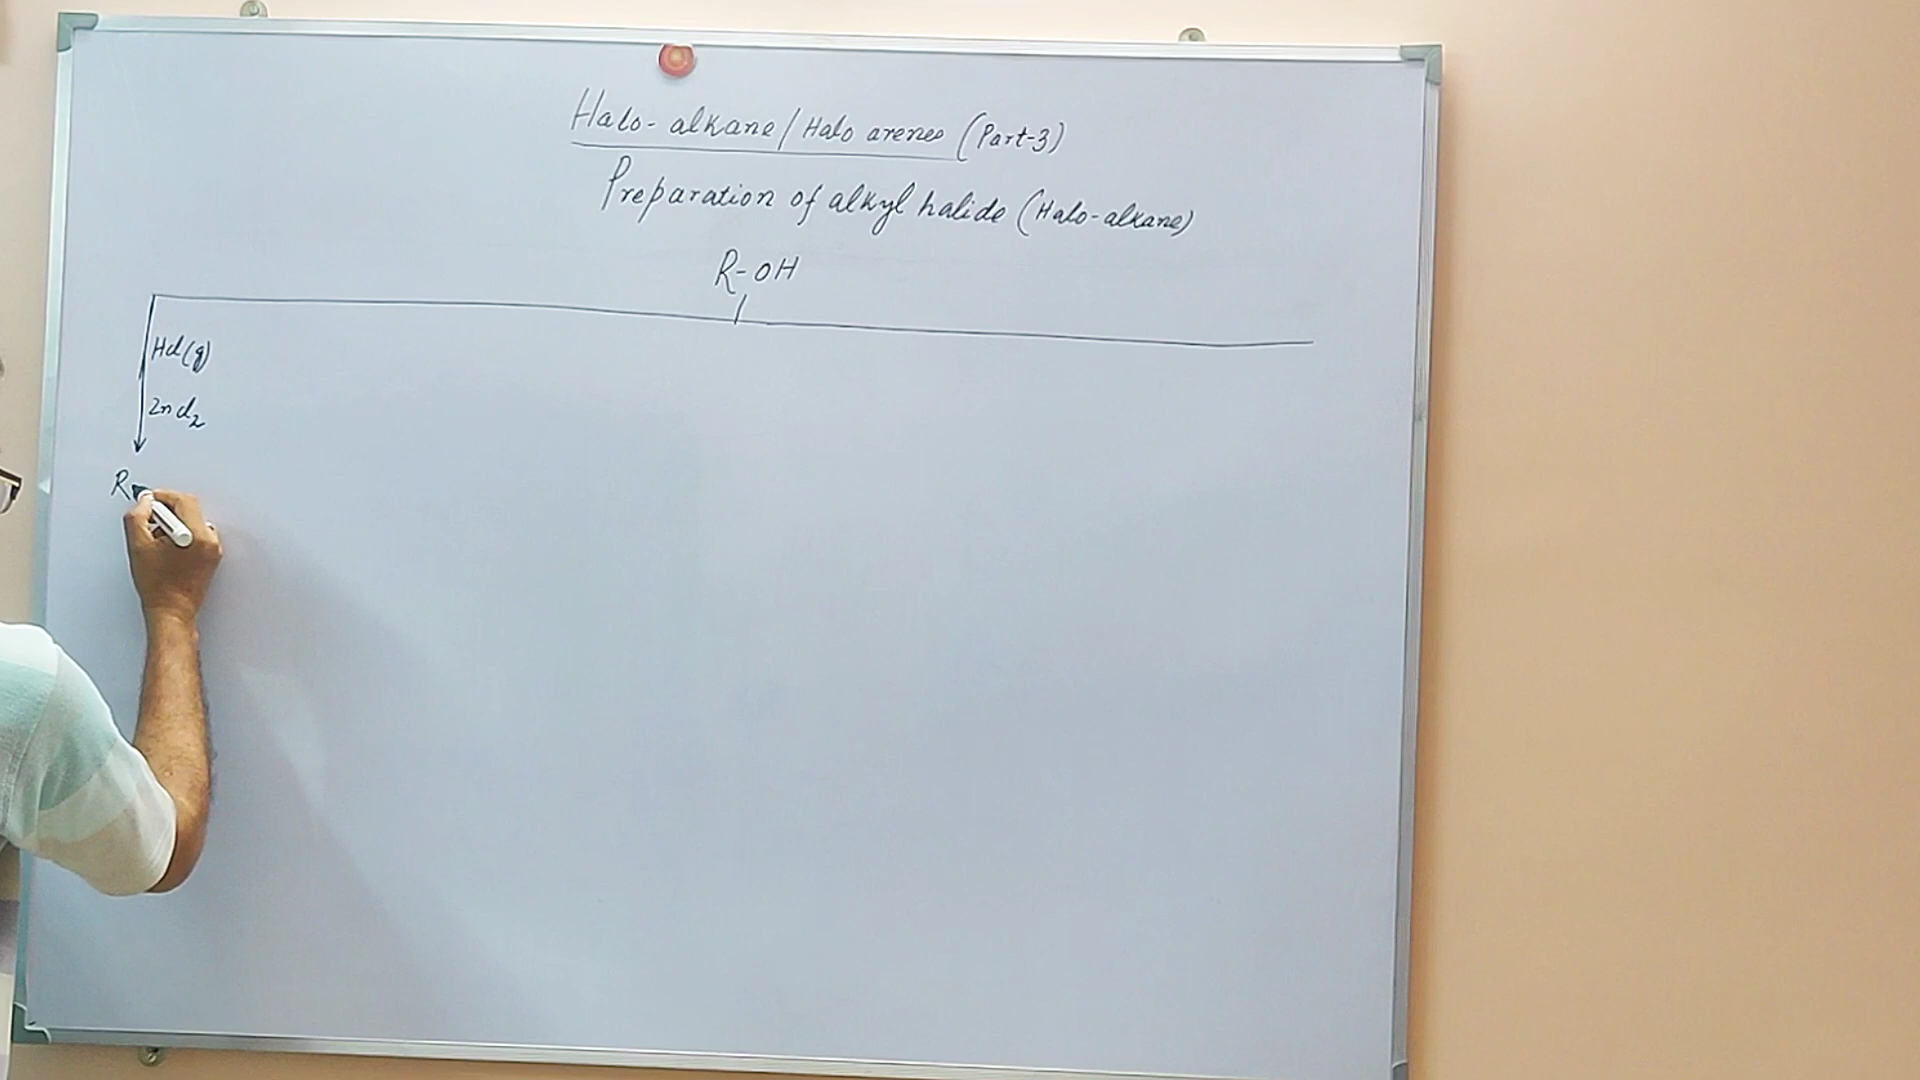 Halo-alkane/Halo arenes (Part-3)
Preparation of alkyl halide (Halo-alkane)
R-OH
HCl(g)
ZnCl2
R